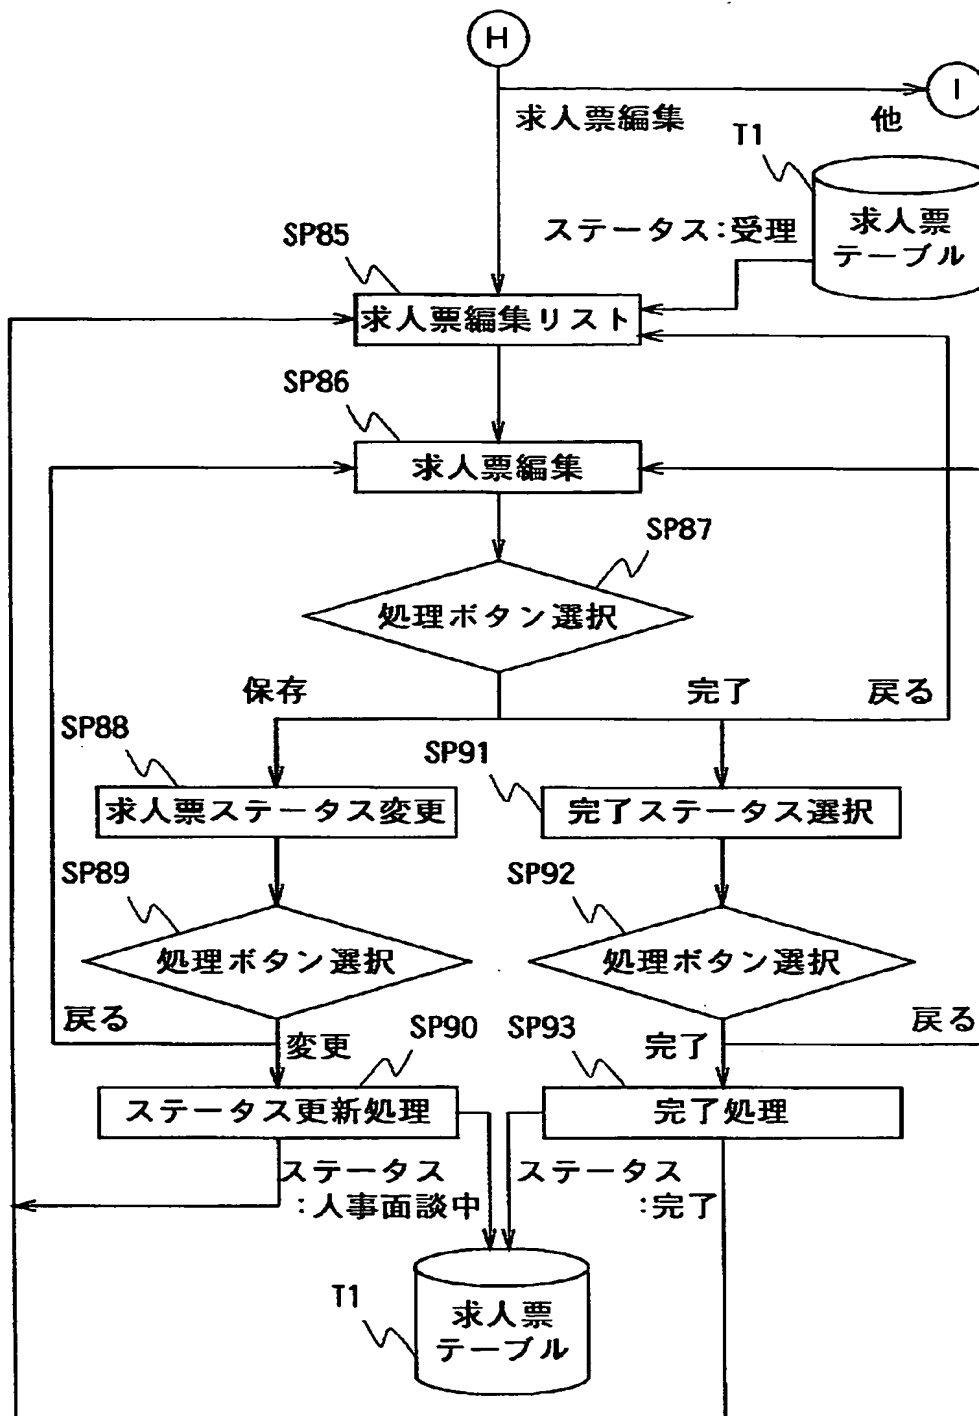 H
I
求人票編集
他
T1
求人票
テーブル
ステータス:受理
SP85
求人票編集リスト
SP86
求人票編集
SP87
処理ボタン選択
保存
完了
戻る
SP88
求人票ステータス変更
SP91
完了ステータス選択
SP89
処理ボタン選択
SP92
処理ボタン選択
戻る
変更
SP90
ステータス更新処理
完了
SP93
戻る
完了処理
ステータス
:人事面談中
ステータス
:完了
T1
求人票
テーブル